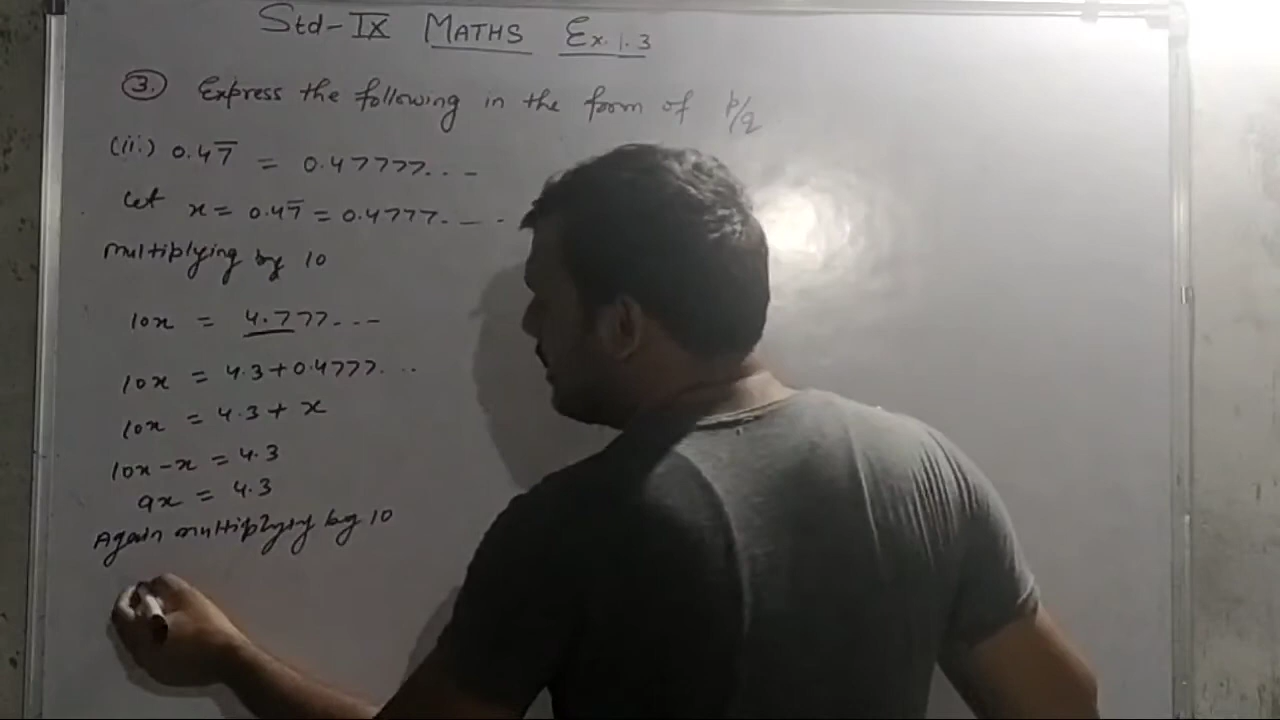 Std-IX MATHS Ex.1.3
3. Express the following in the form of p/q
(ii.) 0.47̅ = 0.47777...-
Let x = 0.47̅ = 0.4777.--·
multiplying by 10
10x = 4.777---
10x = 4.3+0.4777...
10x = 4.3+ x
10x-x = 4.3
9x = 4.3
Again multiplying by 10